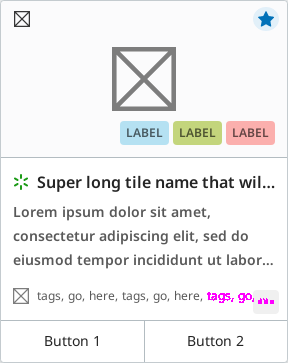 LABEL LABEL LABEL
Super long tile name that wil...
Lorem ipsum dolor sit amet,
consectetur adipiscing elit, sed do
eiusmod tempor incididunt ut labor...
tags, go, here, tags, go, here, tags, go,
Button 1 Button 2